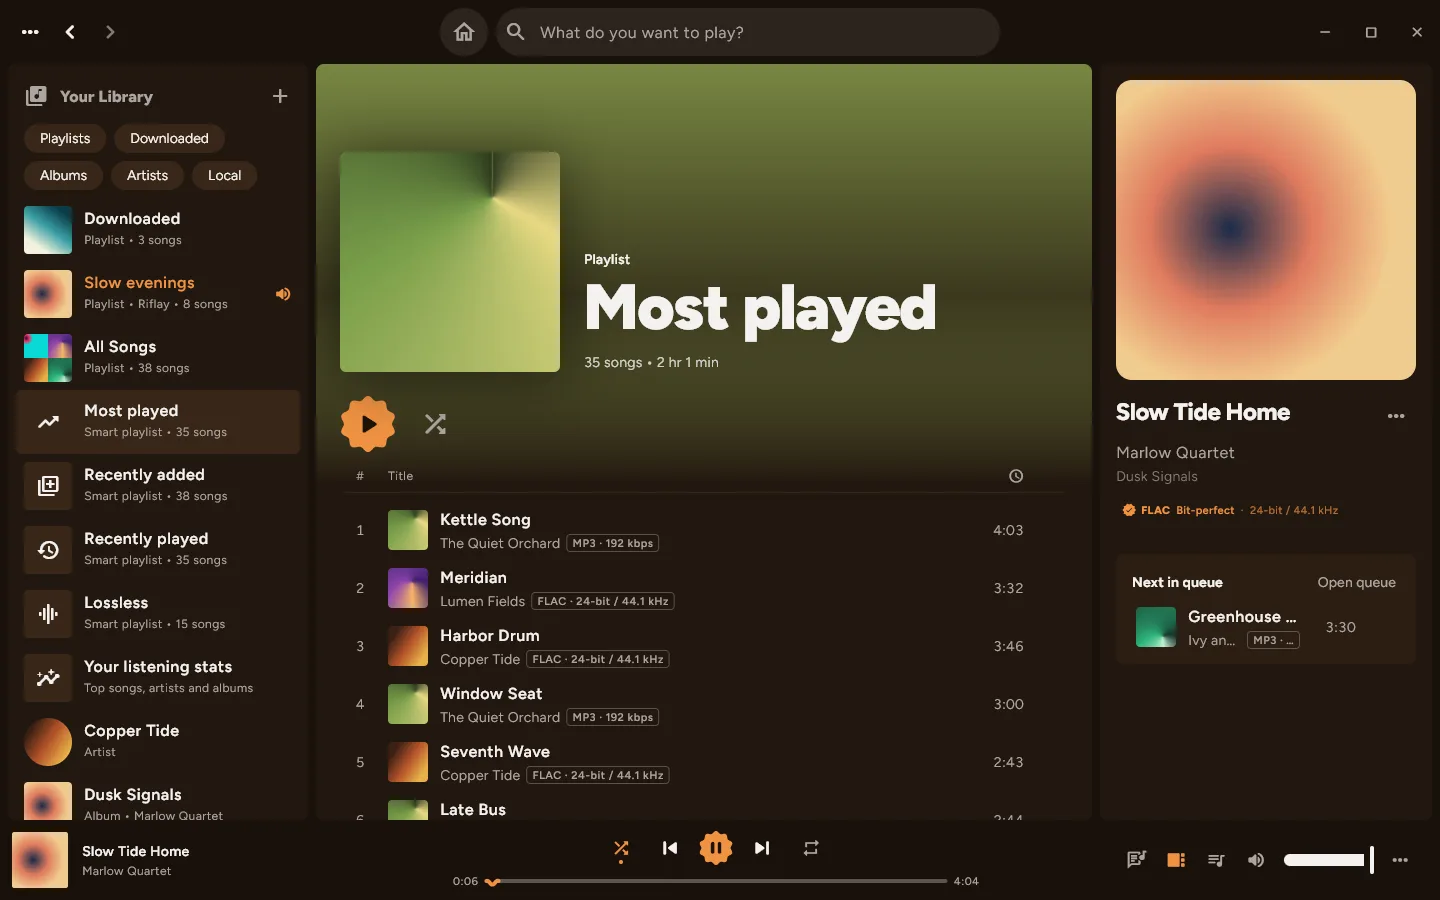 What do you want to play?
Your Library
Playlists
Downloaded
Albums
Artists
Local
Downloaded
Playlist • 3 songs
Slow evenings
Playlist • Riflay • 8 songs
All Songs
Playlist • 38 songs
Most played
Smart playlist • 35 songs
Recently added
Smart playlist • 38 songs
Recently played
Smart playlist • 35 songs
Lossless
Smart playlist • 15 songs
Your listening stats
Top songs, artists and albums
Copper Tide
Artist
Dusk Signals
Album • Marlow Quartet
Playlist
Most played
35 songs • 2 hr 1 min
# Title
1 Kettle Song 4:03
The Quiet Orchard MP3 · 192 kbps
2 Meridian 3:32
Lumen Fields FLAC · 24-bit / 44.1 kHz
3 Harbor Drum 3:46
Copper Tide FLAC · 24-bit / 44.1 kHz
4 Window Seat 3:00
The Quiet Orchard MP3 · 192 kbps
5 Seventh Wave 2:43
Copper Tide FLAC · 24-bit / 44.1 kHz
Late Bus
Slow Tide Home
Marlow Quartet
Dusk Signals
FLAC Bit-perfect · 24-bit / 44.1 kHz
Next in queue Open queue
Greenhouse ... 3:30
Ivy an... MP3 · ...
Slow Tide Home
Marlow Quartet
0:06
4:04